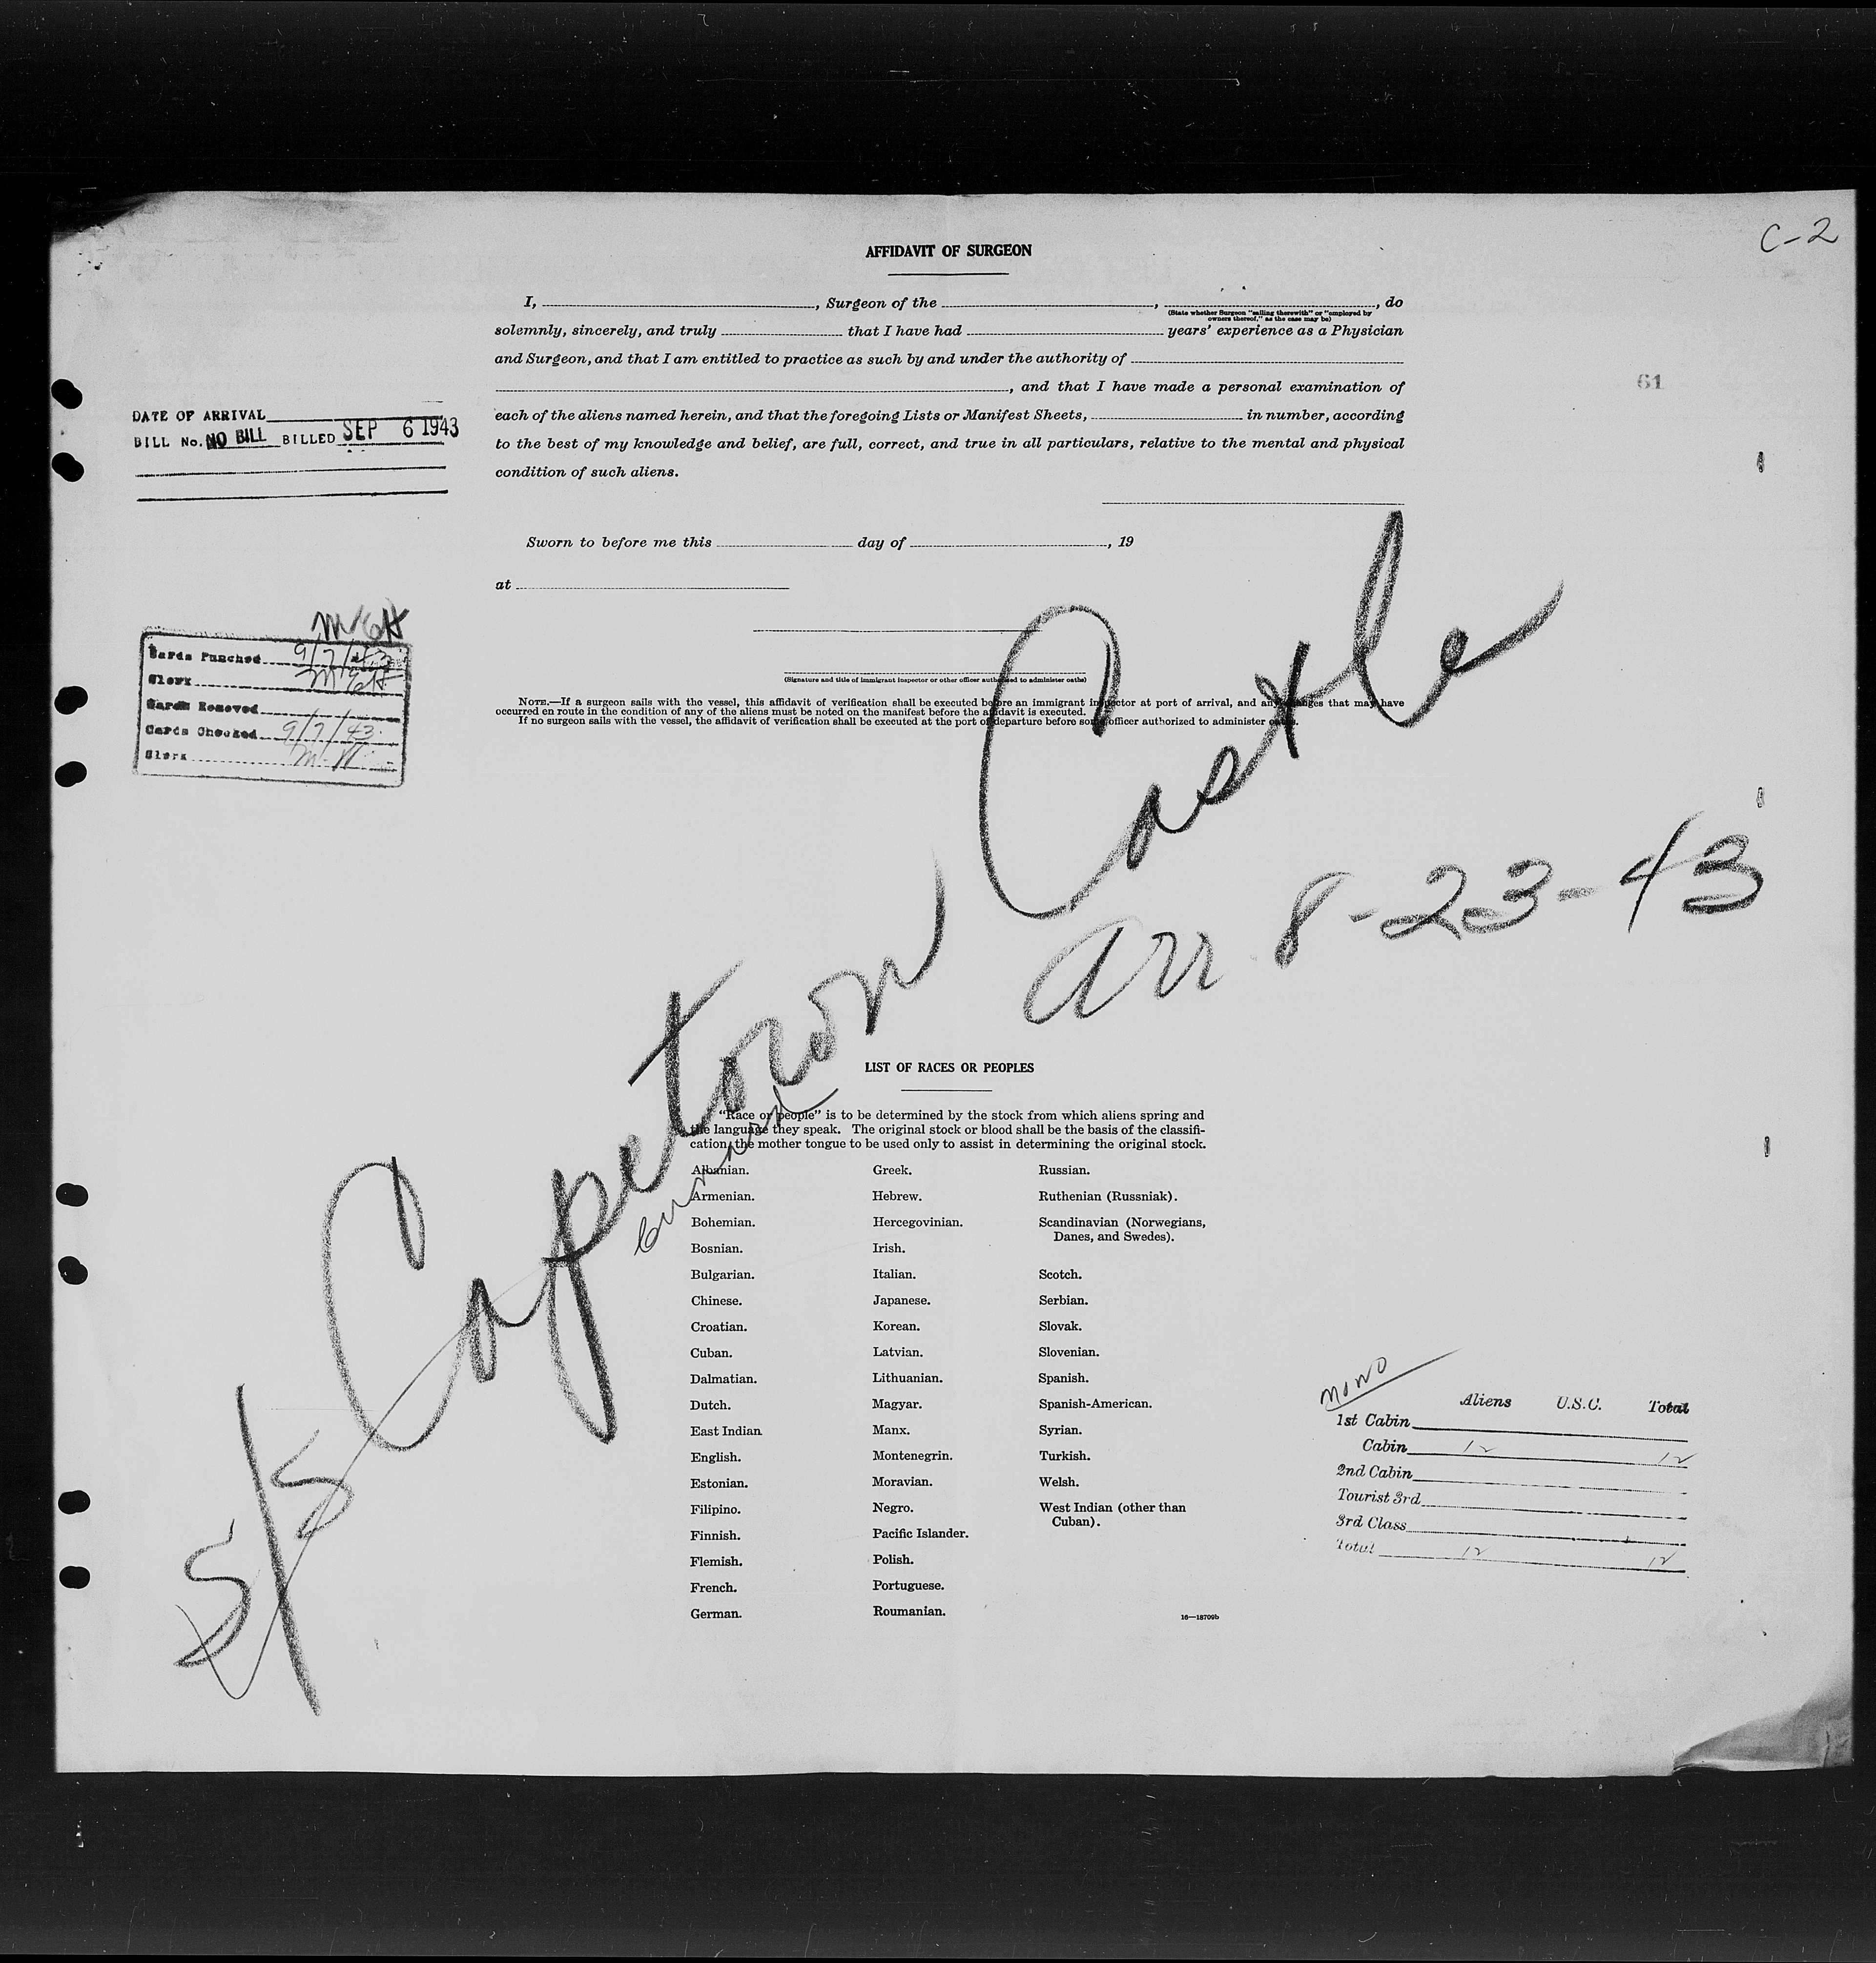 C-2
AFFIDAVIT OF SURGEON
I, , Surgeon of the , , do
(State whether Surgeon "sailing therewith" or "employed by
owners thereof," as the case may be)
solemnly, sincerely, and truly that I have had years' experience as a Physician
and Surgeon, and that I am entitled to practice as such by and under the authority of
, and that I have made a personal examination of
61
each of the aliens named herein, and that the foregoing Lists or Manifest Sheets, in number, according
to the best of my knowledge and belief, are full, correct, and true in all particulars, relative to the mental and physical
condition of such aliens.
DATE OF ARRIVAL
BILL No. NO BILL BILLED SEP 6 1943
Sworn to before me this day of , 19
at
(Signature and title of immigrant inspector or other officer authorized to administer oaths)
NOTE.—If a surgeon sails with the vessel, this affidavit of verification shall be executed before an immigrant inspector at port of arrival, and any changes that may have
occurred en route in the condition of any of the aliens must be noted on the manifest before the affidavit is executed.
If no surgeon sails with the vessel, the affidavit of verification shall be executed at the port of departure before some officer authorized to administer oaths.
MEH
Cards Punched 9/7/43
Clerk MEH
Cards Removed
Cards Checked 9/7/43
Clerk
S/S Capetown Castle
arr. 8-23-43
LIST OF RACES OR PEOPLES
"Race or people" is to be determined by the stock from which aliens spring and
the language they speak. The original stock or blood shall be the basis of the classifi-
cation, the mother tongue to be used only to assist in determining the original stock.
Albanian.
Armenian.
Bohemian.
Bosnian.
Bulgarian.
Chinese.
Croatian.
Cuban.
Dalmatian.
Dutch.
East Indian
English.
Estonian.
Filipino.
Finnish.
Flemish.
French.
German.
Greek.
Hebrew.
Hercegovinian.
Irish.
Italian.
Japanese.
Korean.
Latvian.
Lithuanian.
Magyar.
Manx.
Montenegrin.
Moravian.
Negro.
Pacific Islander.
Polish.
Portuguese.
Roumanian.
Russian.
Ruthenian (Russniak).
Scandinavian (Norwegians,
Danes, and Swedes).
Scotch.
Serbian.
Slovak.
Slovenian.
Spanish.
Spanish-American.
Syrian.
Turkish.
Welsh.
West Indian (other than
Cuban).
16—18709b
Aliens U.S.C. Total
1st Cabin
Cabin 12 12
2nd Cabin
Tourist 3rd
3rd Class
Total 12 12